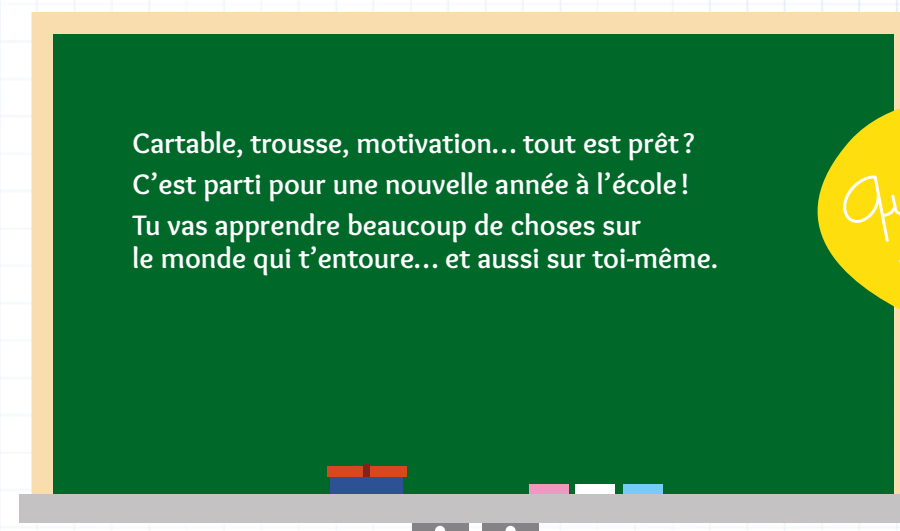 Cartable, trousse, motivation… tout est prêt ?
C’est parti pour une nouvelle année à l’école !
Tu vas apprendre beaucoup de choses sur
le monde qui t’entoure… et aussi sur toi-même.